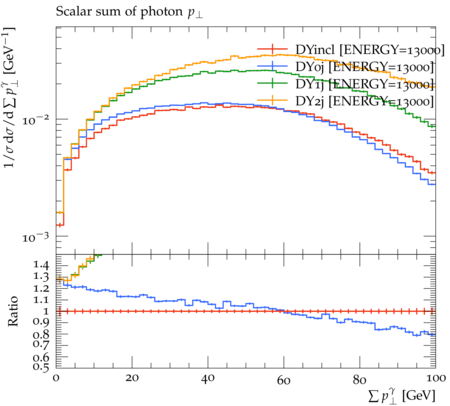 Scalar sum of photon p⊥
1/σ dσ/d ∑ p⊥^γ [GeV⁻¹]
DYincl [ENERGY=13000]
DY0j [ENERGY=13000]
DY1j [ENERGY=13000]
DY2j [ENERGY=13000]
10⁻²
10⁻³
Ratio
1.4
1.3
1.2
1.1
1
0.9
0.8
0.7
0.6
0.5
0 20 40 60 80 100
∑ p⊥^γ [GeV]